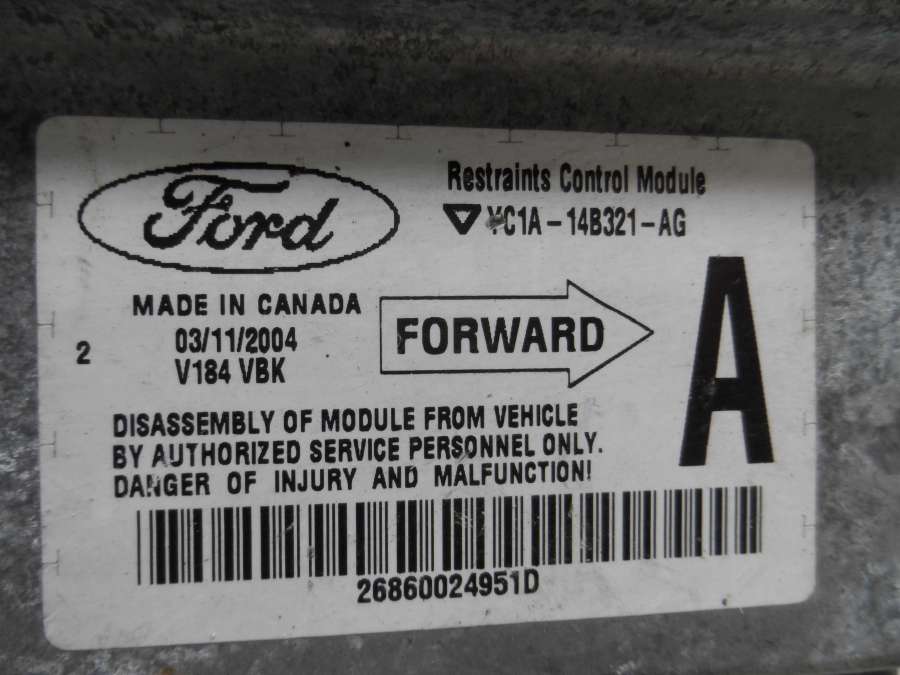 Ford
Restraints Control Module
YC1A-14B321-AG
MADE IN CANADA
03/11/2004
V184 VBK
2
FORWARD
A
DISASSEMBLY OF MODULE FROM VEHICLE
BY AUTHORIZED SERVICE PERSONNEL ONLY.
DANGER OF INJURY AND MALFUNCTION!
26860024951D